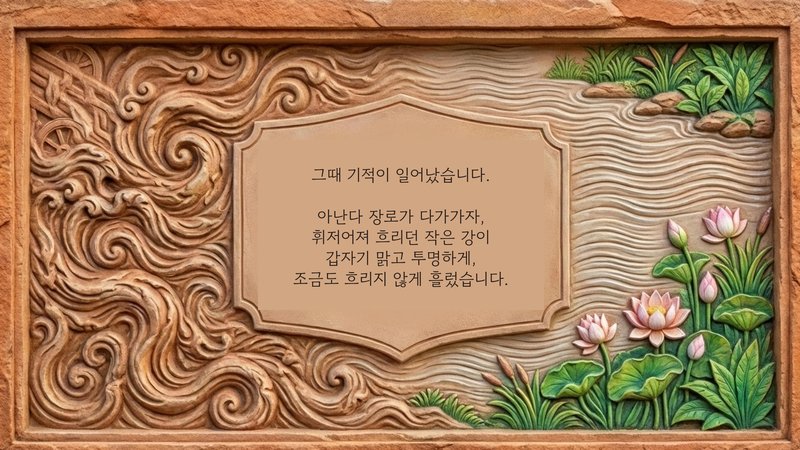 그때 기적이 일어났습니다.
아난다 장로가 다가가자,
휘저어져 흐리던 작은 강이
갑자기 맑고 투명하게,
조금도 흐리지 않게 흘렀습니다.